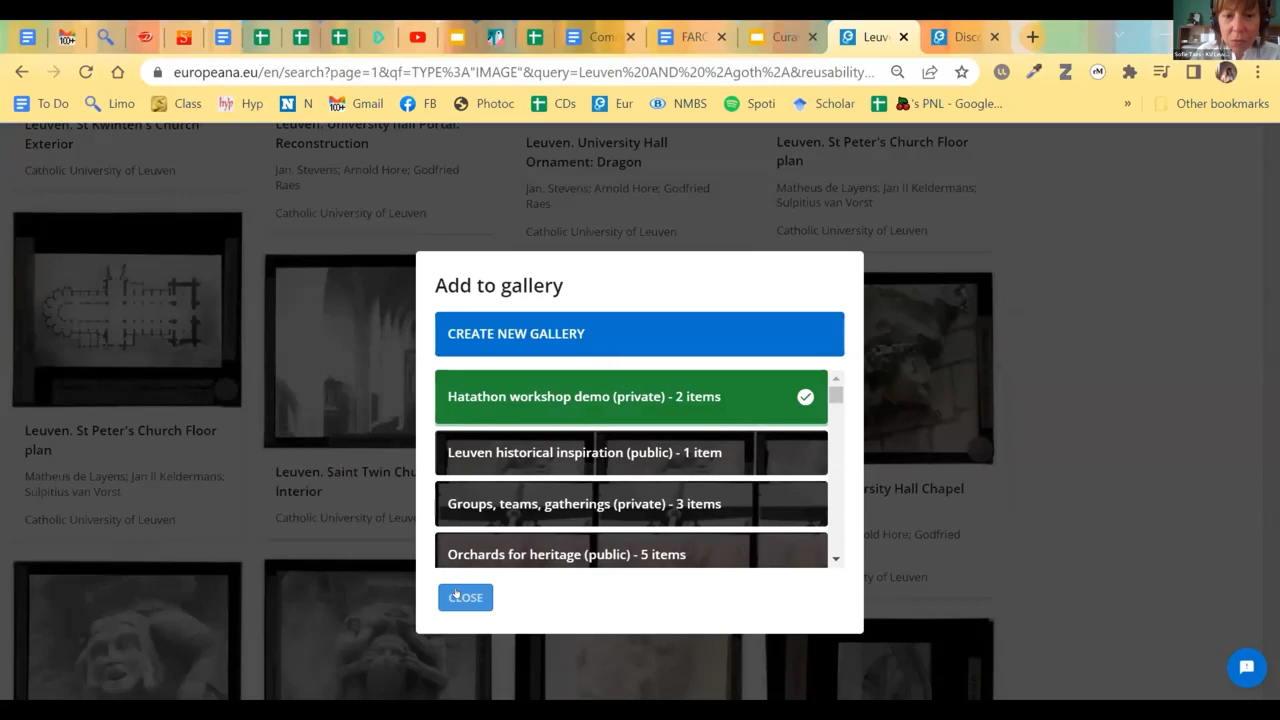 Com
FARO
Curat
Leuv
Disco
europeana.eu/en/search?page=1&qf=TYPE%3A"IMAGE"&query=Leuven%20AND%20%2Agoth%2A&reusability...
To Do
Limo
Class
Hyp
N
Gmail
FB
Photoc
CDs
Eur
NMBS
Spoti
Scholar
's PNL - Google...
»
Other bookmarks
Leuven. St Kwinten's Church
Exterior
Catholic University of Leuven
Leuven. University Hall Portal:
Reconstruction
Jan. Stevens; Arnold Hore; Godfried
Raes
Catholic University of Leuven
Leuven. University Hall
Ornament: Dragon
Jan. Stevens; Arnold Hore; Godfried
Raes
Catholic University of Leuven
Leuven. St Peter's Church Floor
plan
Matheus de Layens; Jan II Keldermans;
Sulpitius van Vorst
Catholic University of Leuven
Add to gallery
CREATE NEW GALLERY
Hatathon workshop demo (private) - 2 items
Leuven historical inspiration (public) - 1 item
Groups, teams, gatherings (private) - 3 items
Orchards for heritage (public) - 5 items
CLOSE
Leuven. St Peter's Church Floor
plan
Matheus de Layens; Jan II Keldermans;
Sulpitius van Vorst
Catholic University of Leuven
Leuven. Saint Twin Chu
Interior
Catholic University of Leuven
rsity Hall Chapel
Arnold Hore; Godfried
rsity of Leuven